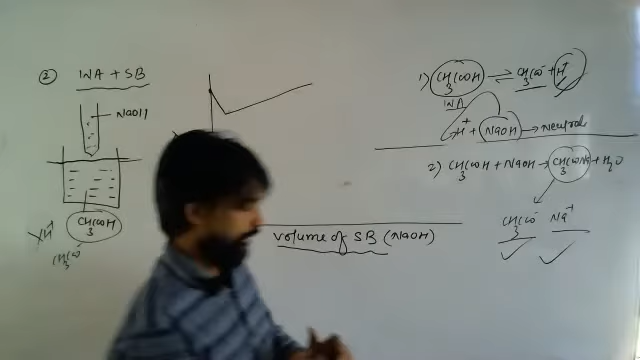 ② WA + SB
NaOH
CH3COOH
XH+
CH3COO-
volume of SB (NaOH)
1) CH3COOH ⇌ CH3COO- + H+
WA
H+ + NaOH → Neutral
2) CH3COOH + NaOH → CH3COONa + H2O
CH3COO- Na+